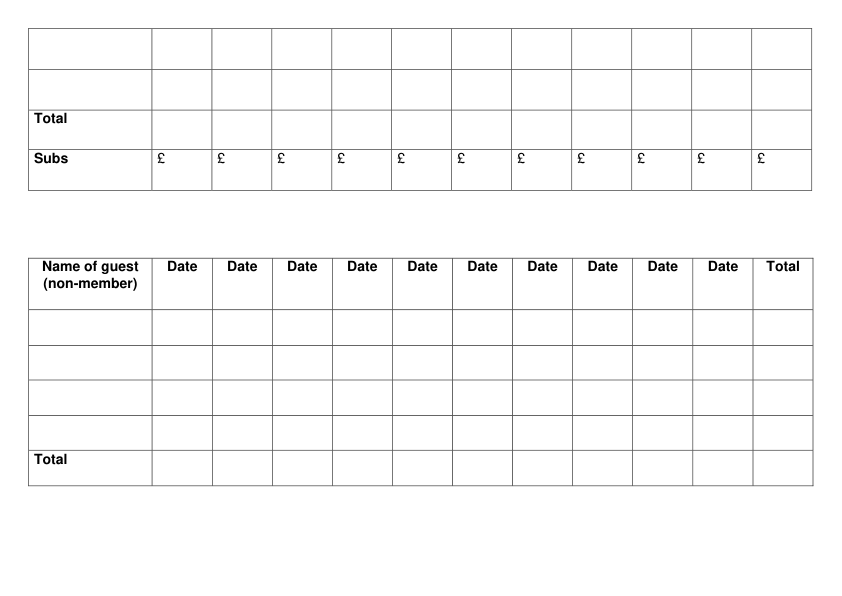 Total
Subs £ £ £ £ £ £ £ £ £ £ £
Name of guest Date Date Date Date Date Date Date Date Date Date Total
(non-member)
Total